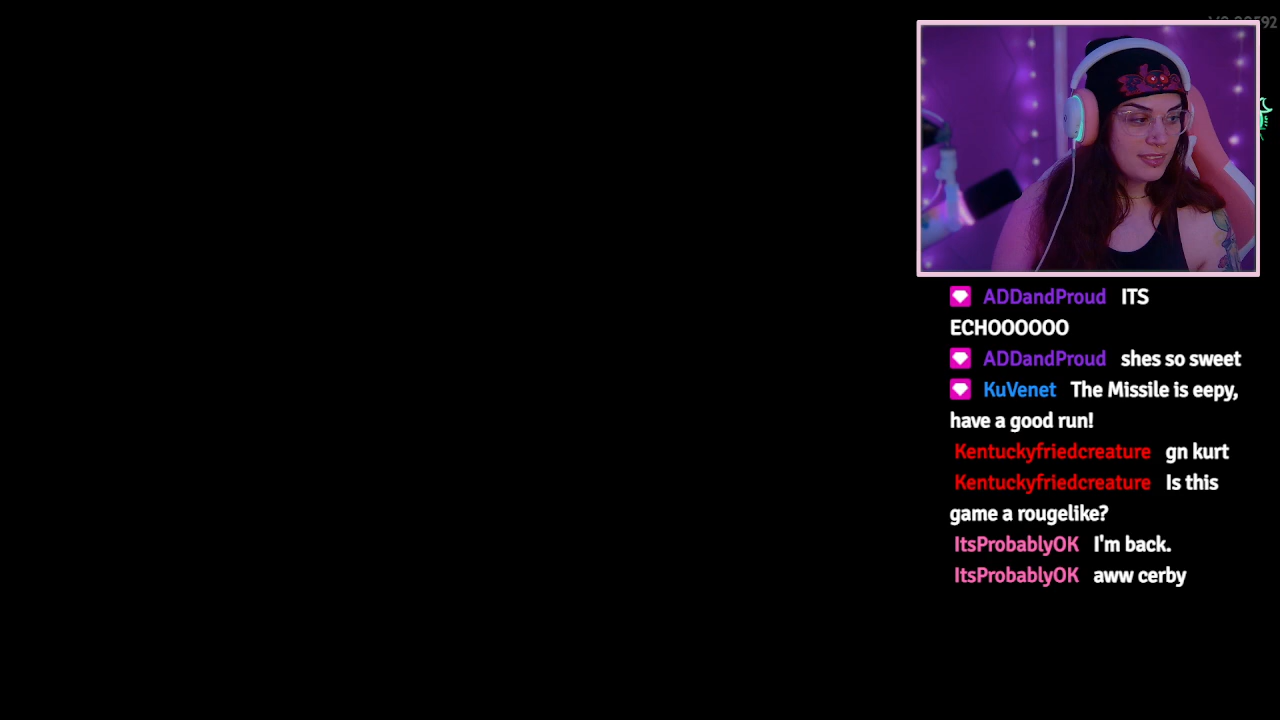 ADDandProud ITS
ECHOOOOOO
ADDandProud shes so sweet
KuVenet The Missile is eepy,
have a good run!
Kentuckyfriedcreature gn kurt
Kentuckyfriedcreature Is this
game a rougelike?
ItsProbablyOK I'm back.
ItsProbablyOK aww cerby